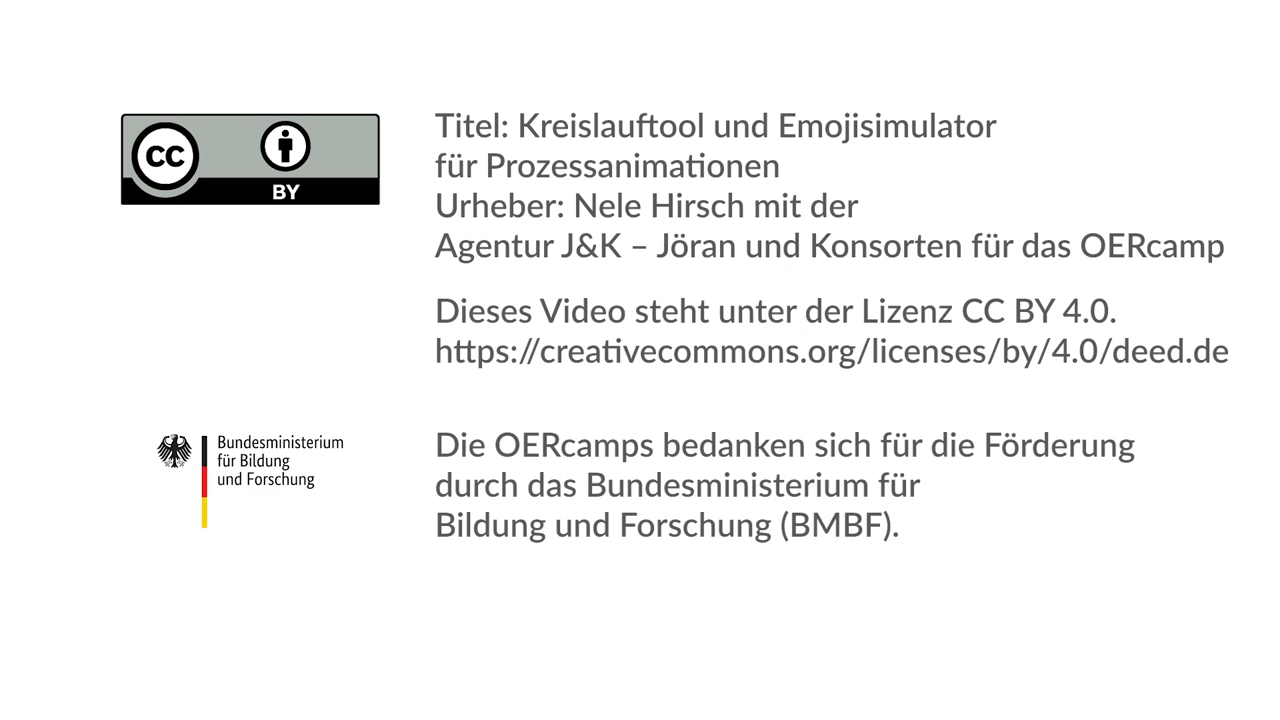 CC
BY
Titel: Kreislauftool und Emojisimulator
für Prozessanimationen
Urheber: Nele Hirsch mit der
Agentur J&K – Jöran und Konsorten für das OERcamp
Dieses Video steht unter der Lizenz CC BY 4.0.
https://creativecommons.org/licenses/by/4.0/deed.de
Bundesministerium
für Bildung
und Forschung
Die OERcamps bedanken sich für die Förderung
durch das Bundesministerium für
Bildung und Forschung (BMBF).